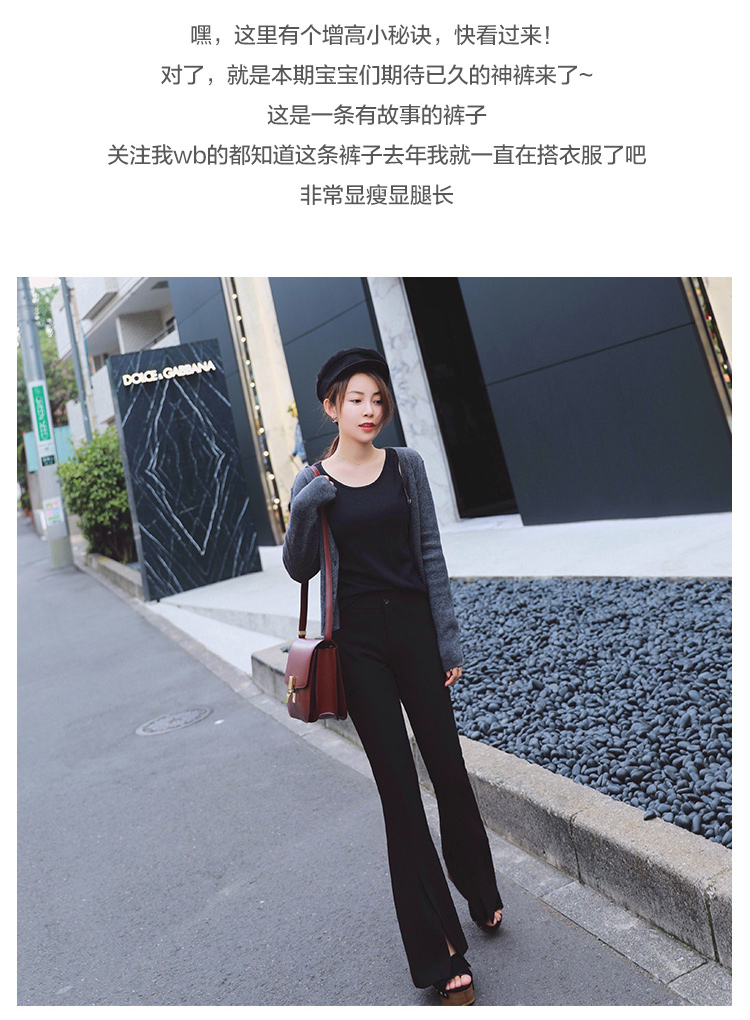 嘿，这里有个增高小秘诀，快看过来！
对了，就是本期宝宝们期待已久的神裤来了~
这是一条有故事的裤子
关注我wb的都知道这条裤子去年我就一直在搭衣服了吧
非常显瘦显腿长
DOLCE & GABBANA